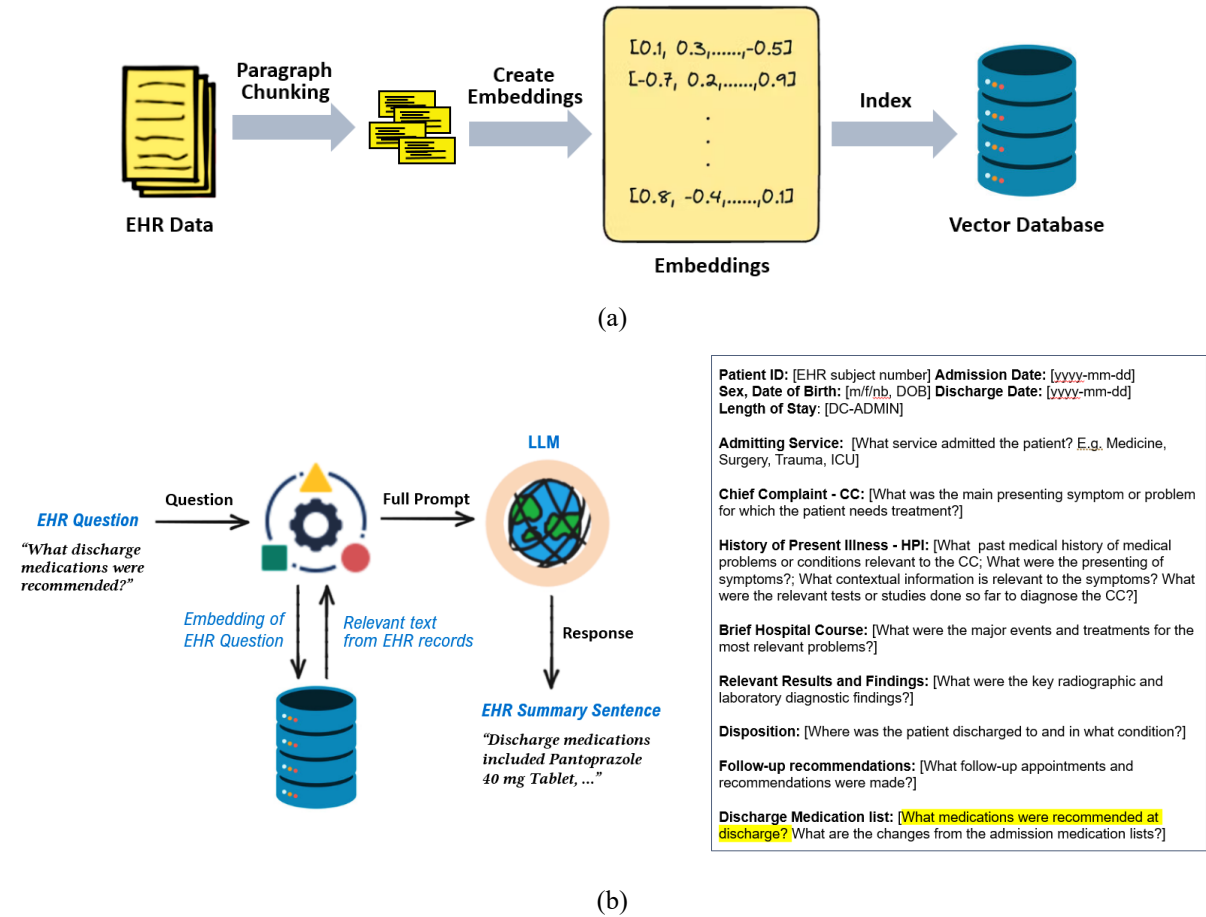 Paragraph
Chunking
Create
Embeddings
Index
[0.1, 0.3,......,-0.5]
[-0.7, 0.2,......,0.9]
.
.
.
[0.8, -0.4,......,0.1]
EHR Data
Vector Database
Embeddings
(a)
LLM
Question
Full Prompt
EHR Question
"What discharge
medications were
recommended?"
Embedding of
EHR Question
Relevant text
from EHR records
Response
EHR Summary Sentence
"Discharge medications
included Pantoprazole
40 mg Tablet, ..."
Patient ID: [EHR subject number] Admission Date: [yyyy-mm-dd]
Sex, Date of Birth: [m/f/nb, DOB] Discharge Date: [yyyy-mm-dd]
Length of Stay: [DC-ADMIN]
Admitting Service: [What service admitted the patient? E.g. Medicine,
Surgery, Trauma, ICU]
Chief Complaint - CC: [What was the main presenting symptom or problem
for which the patient needs treatment?]
History of Present Illness - HPI: [What past medical history of medical
problems or conditions relevant to the CC; What were the presenting of
symptoms?; What contextual information is relevant to the symptoms? What
were the relevant tests or studies done so far to diagnose the CC?]
Brief Hospital Course: [What were the major events and treatments for the
most relevant problems?]
Relevant Results and Findings: [What were the key radiographic and
laboratory diagnostic findings?]
Disposition: [Where was the patient discharged to and in what condition?]
Follow-up recommendations: [What follow-up appointments and
recommendations were made?]
Discharge Medication list: [What medications were recommended at
discharge? What are the changes from the admission medication lists?]
(b)